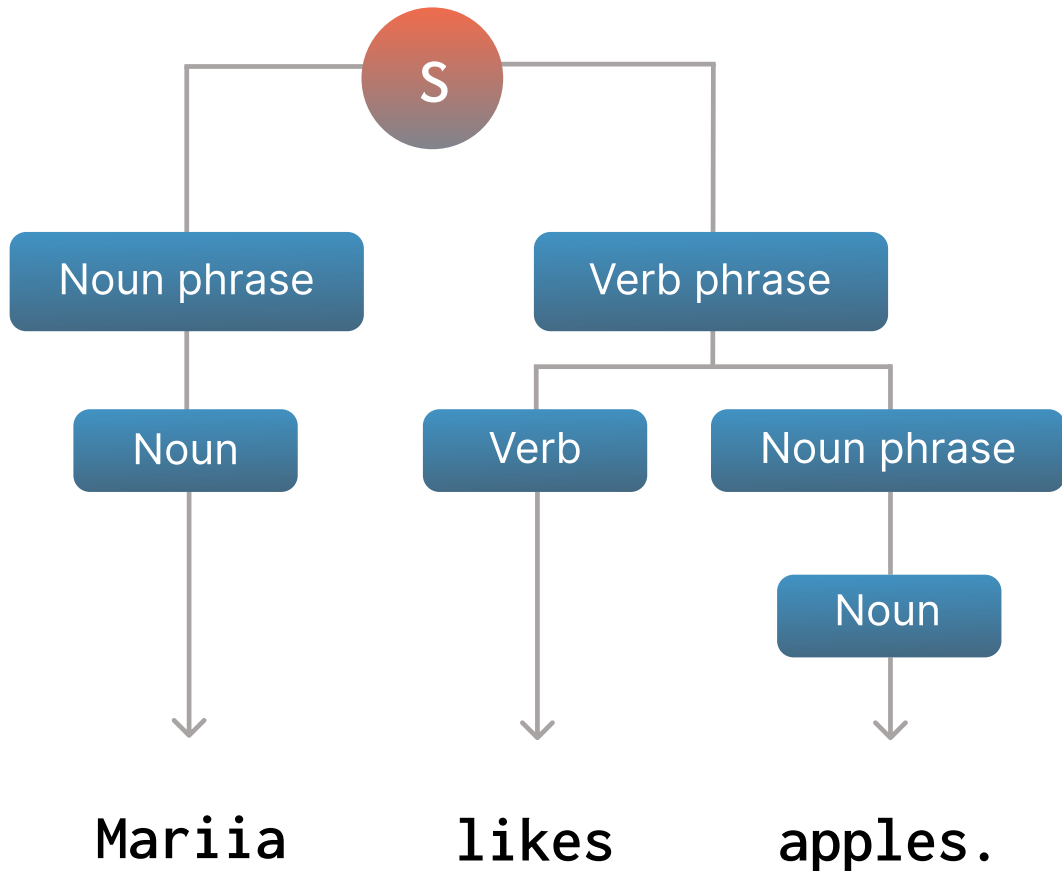 S
Noun phrase
Verb phrase
Noun
Verb
Noun phrase
Noun
Mariia likes apples.